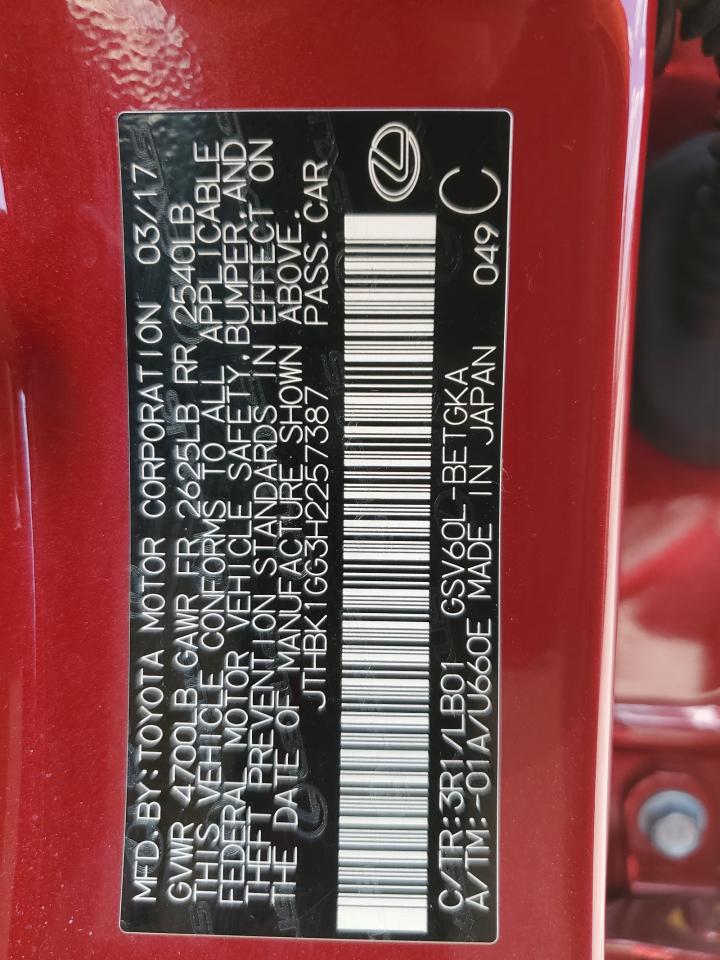 MFD.BY:TOYOTA MOTOR CORPORATION 03/17
GVWR 4700LB GAWR FR 2625LB RR 2540LB
THIS VEHICLE CONFORMS TO ALL APPLICABLE
FEDERAL MOTOR VEHICLE SAFETY,BUMPER,AND
THEFT PREVENTION STANDARDS IN EFFECT ON
THE DATE OF MANUFACTURE SHOWN ABOVE.
JTHBK1GG3H2257387 PASS.CAR
C/TR:3R1/LB01 GSV60L-BETGKA 049 C
A/TM:-01A/U660E MADE IN JAPAN